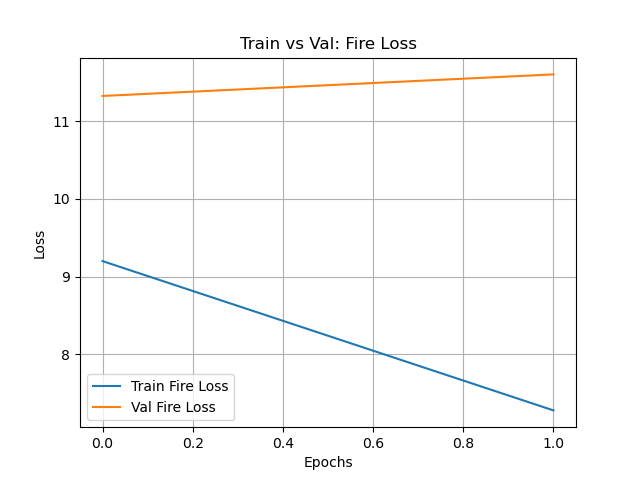 Train vs Val: Fire Loss
11
10
9
8
Loss
Train Fire Loss
Val Fire Loss
0.0 0.2 0.4 0.6 0.8 1.0
Epochs